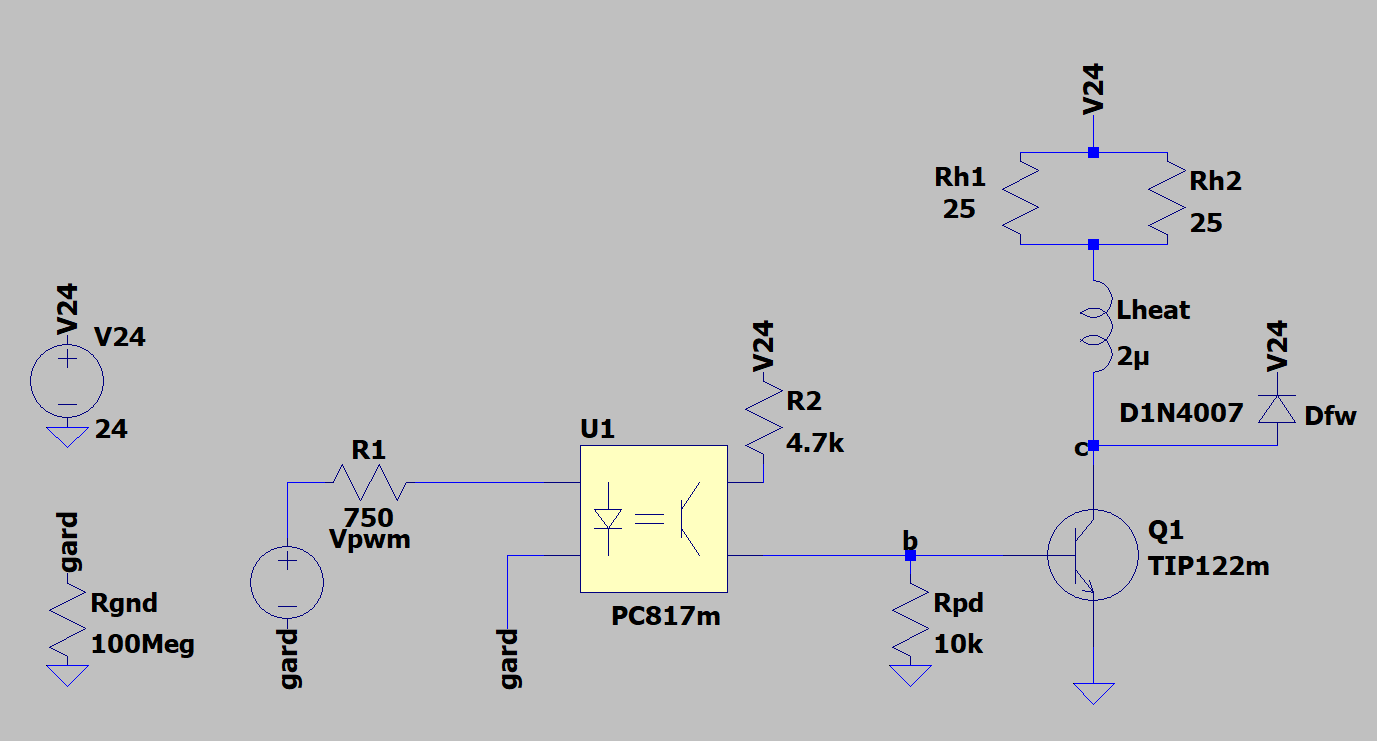 V24
V24
24
gard
Rgnd
100Meg
R1
750
Vpwm
gard
gard
U1
PC817m
V24
R2
4.7k
b
Rpd
10k
V24
Rh1
25
Rh2
25
Lheat
2µ
V24
D1N4007
Dfw
c
Q1
TIP122m